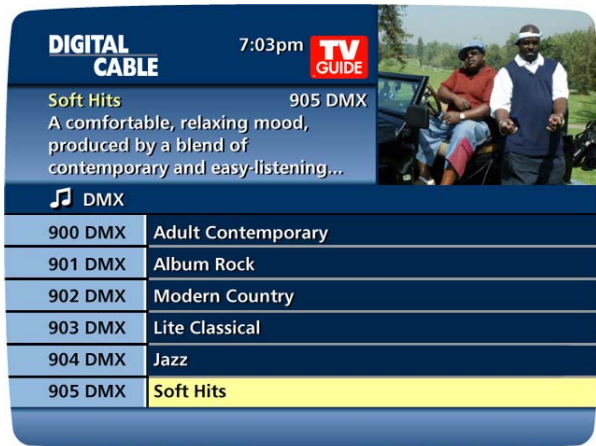 DIGITAL
CABLE
7:03pm
TV
GUIDE
Soft Hits 905 DMX
A comfortable, relaxing mood,
produced by a blend of
contemporary and easy-listening...
DMX
900 DMX Adult Contemporary
901 DMX Album Rock
902 DMX Modern Country
903 DMX Lite Classical
904 DMX Jazz
905 DMX Soft Hits